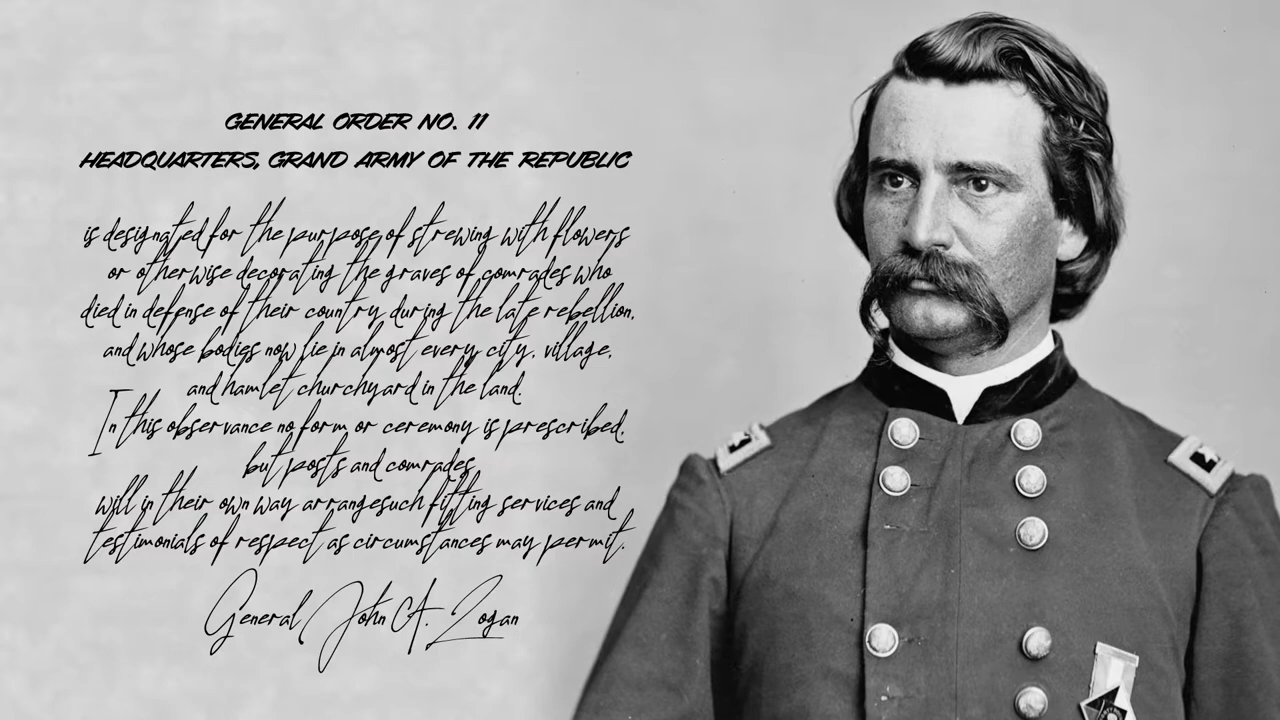 GENERAL ORDER NO. 11
HEADQUARTERS, GRAND ARMY OF THE REPUBLIC
is designated for the purpose of strewing with flowers
or otherwise decorating the graves of comrades who
died in defense of their country during the late rebellion,
and whose bodies now lie in almost every city, village,
and hamlet churchyard in the land.
In this observance no form or ceremony is prescribed,
but posts and comrades
will in their own way arrangesuch fitting services and
testimonials of respect as circumstances may permit.
General John A. Logan